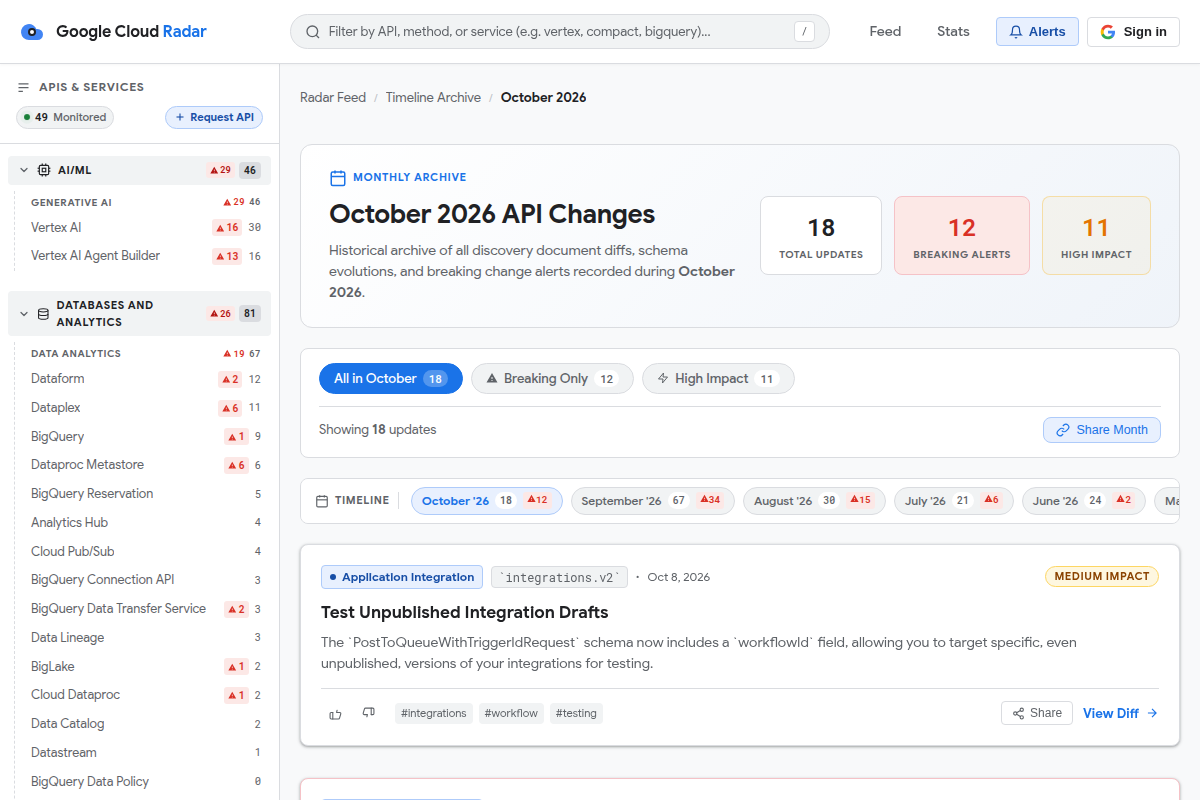 Google Cloud Radar
Filter by API, method, or service (e.g. vertex, compact, bigquery)...
/
Feed
Stats
Alerts
Sign in
APIS & SERVICES
49 Monitored
+ Request API
AI/ML 29 46
GENERATIVE AI 29 46
Vertex AI 16 30
Vertex AI Agent Builder 13 16
DATABASES AND
ANALYTICS 26 81
DATA ANALYTICS 19 67
Dataform 2 12
Dataplex 6 11
BigQuery 1 9
Dataproc Metastore 6 6
BigQuery Reservation 5
Analytics Hub 4
Cloud Pub/Sub 4
BigQuery Connection API 3
BigQuery Data Transfer Service 2 3
Data Lineage 3
BigLake 1 2
Cloud Dataproc 1 2
Data Catalog 2
Datastream 1
BigQuery Data Policy 0
Radar Feed / Timeline Archive / October 2026
MONTHLY ARCHIVE
October 2026 API Changes
Historical archive of all discovery document diffs, schema
evolutions, and breaking change alerts recorded during October
2026.
18
TOTAL UPDATES
12
BREAKING ALERTS
11
HIGH IMPACT
All in October 18
Breaking Only 12
High Impact 11
Showing 18 updates
Share Month
TIMELINE
October '26 18 12
September '26 67 34
August '26 30 15
July '26 21 6
June '26 24 2
Application Integration `integrations.v2` • Oct 8, 2026
MEDIUM IMPACT
Test Unpublished Integration Drafts
The `PostToQueueWithTriggerIdRequest` schema now includes a `workflowId` field, allowing you to target specific, even
unpublished, versions of your integrations for testing.
#integrations #workflow #testing
Share
View Diff →